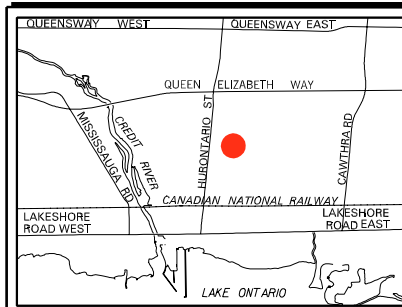 QUEENSWAY WEST
QUEENSWAY EAST
QUEEN ELIZABETH WAY
MISSISSAUGA RD
CREDIT RIVER
HURONTARIO ST
CAWTHRA RD
CANADIAN NATIONAL RAILWAY
LAKESHORE
ROAD WEST
LAKESHORE
ROAD EAST
LAKE ONTARIO